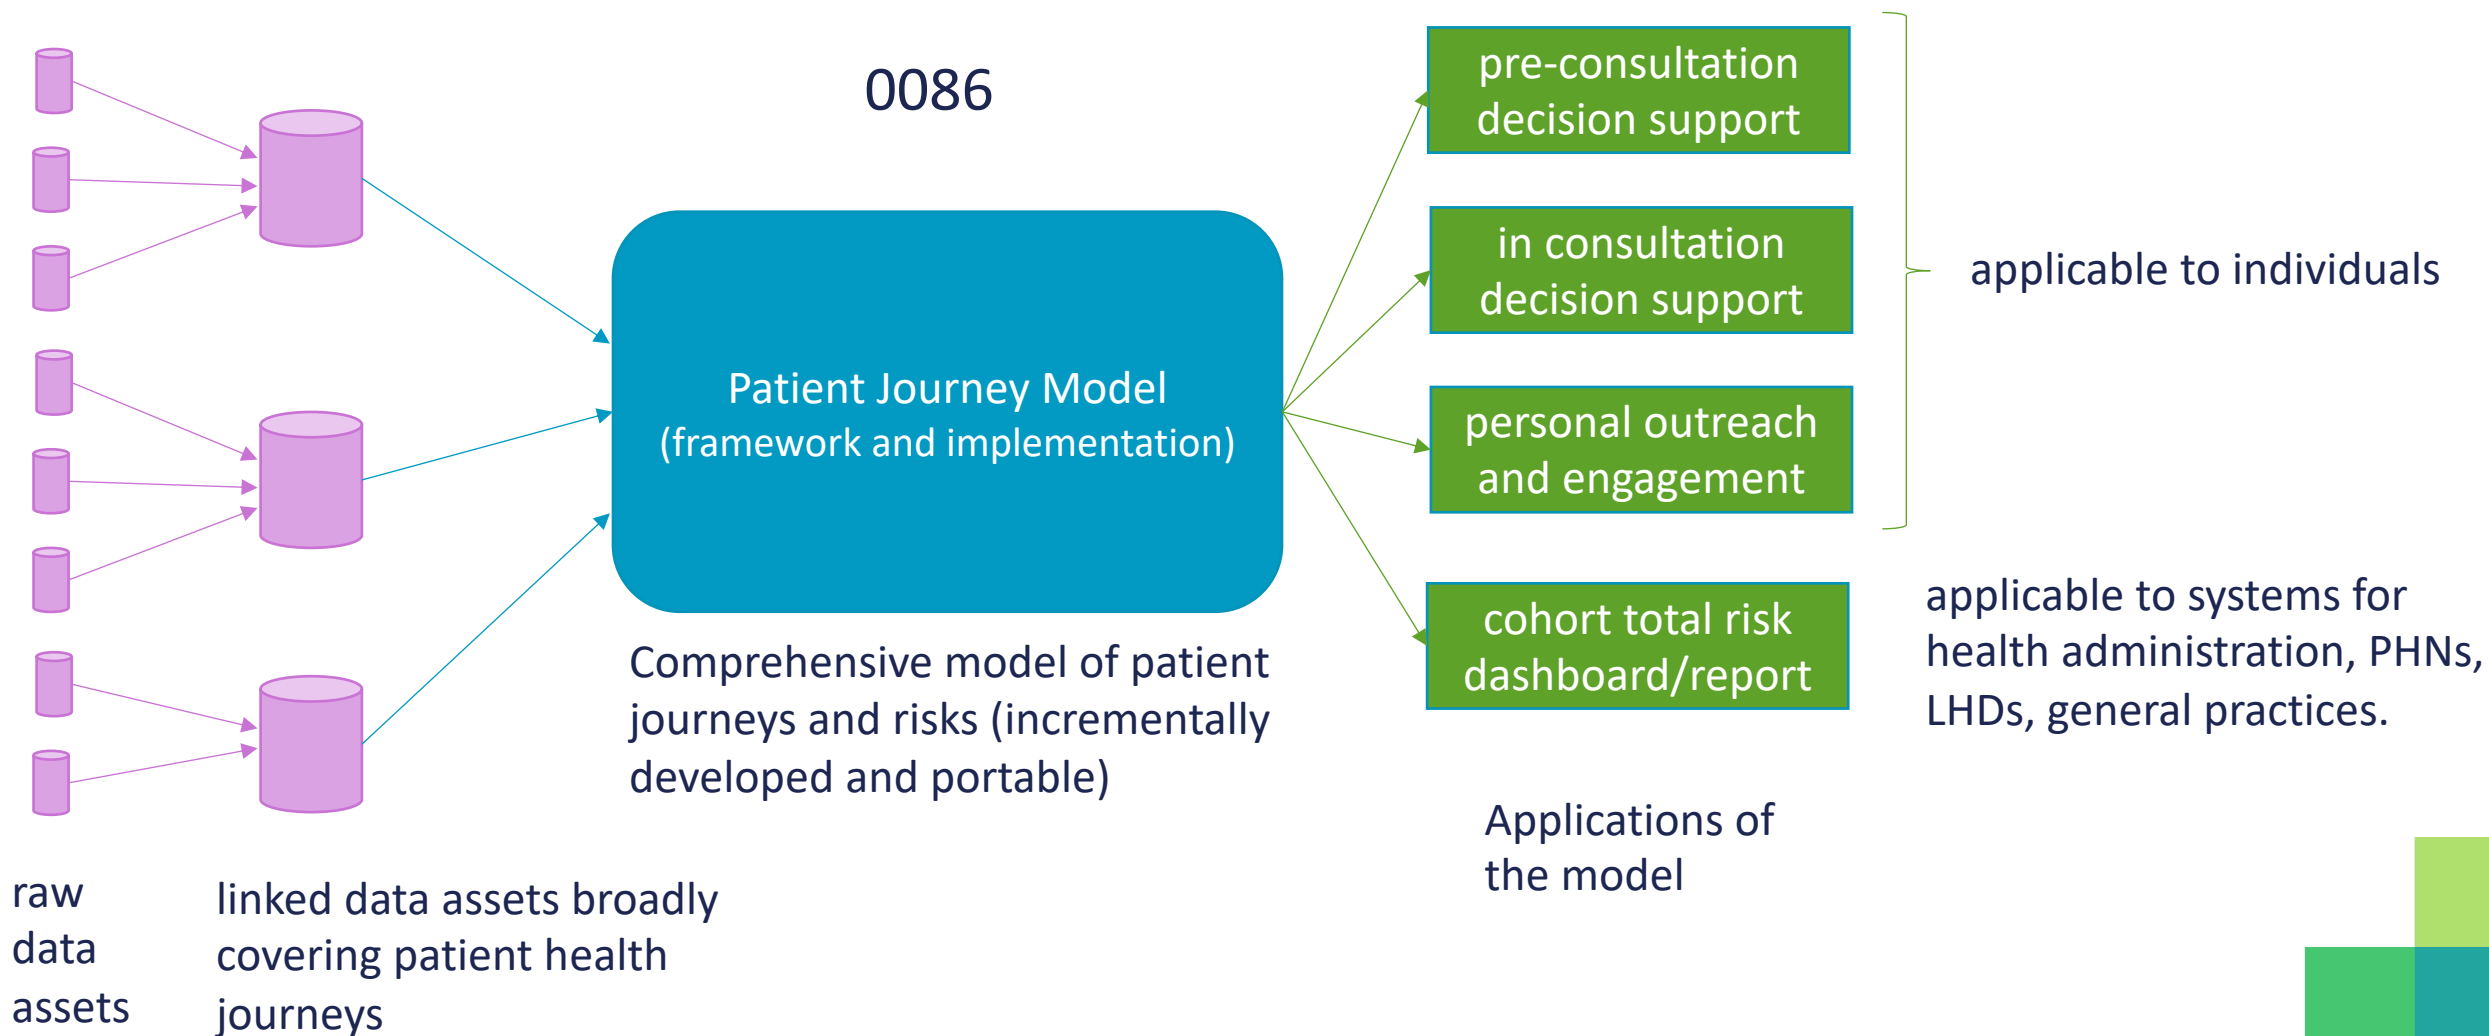 0086
pre-consultation
decision support
in consultation
decision support
applicable to individuals
Patient Journey Model
(framework and implementation)
personal outreach
and engagement
cohort total risk
dashboard/report
applicable to systems for
health administration, PHNs,
LHDs, general practices.
Comprehensive model of patient
journeys and risks (incrementally
developed and portable)
Applications of
the model
raw
data
assets
linked data assets broadly
covering patient health
journeys